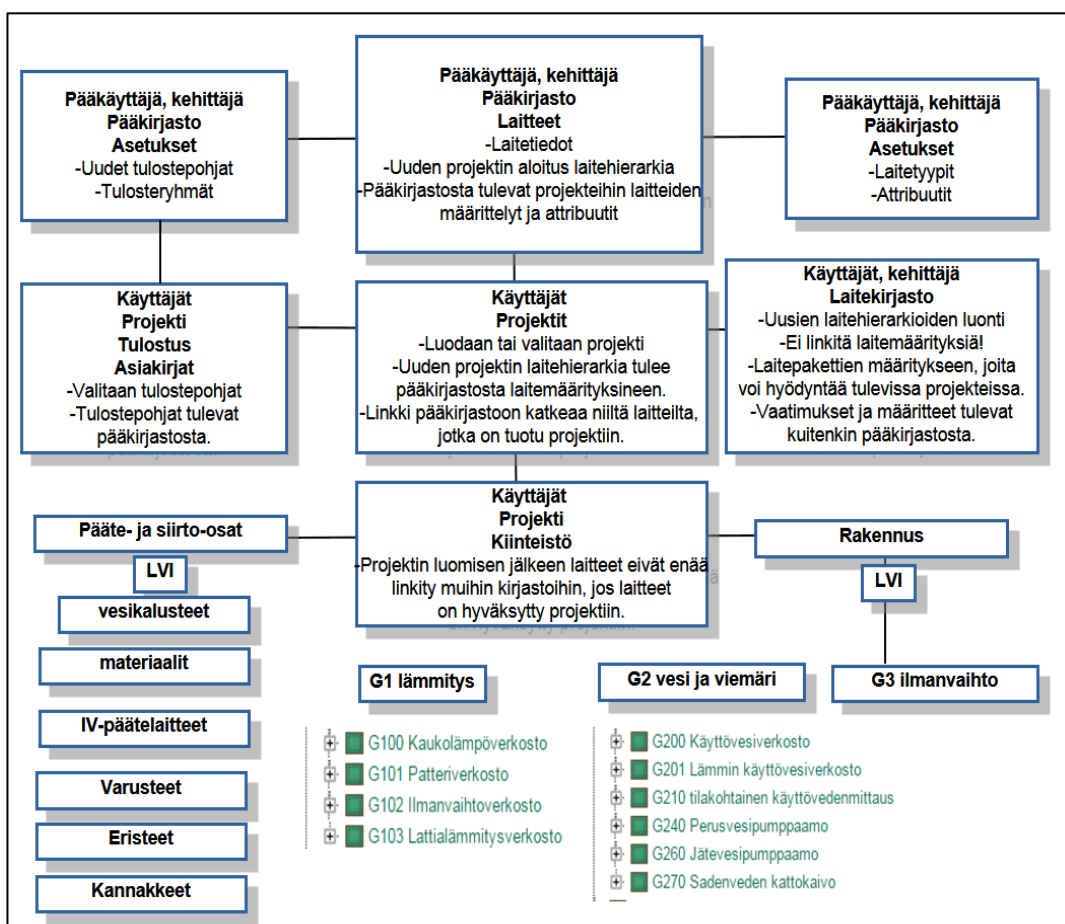 Pääkäyttäjä, kehittäjä
Pääkirjasto
Asetukset
-Uudet tulostepohjat
-Tulosteryhmät
Pääkäyttäjä, kehittäjä
Pääkirjasto
Laitteet
-Laitetiedot
-Uuden projektin aloitus laitehierarkia
-Pääkirjastosta tulevat projekteihin laitteiden
määrittelyt ja attribuutit
Pääkäyttäjä, kehittäjä
Pääkirjasto
Asetukset
-Laitetyypit
-Attribuutit
Käyttäjät
Projekti
Tulostus
Asiakirjat
-Valitaan tulostepohjat
-Tulostepohjat tulevat
pääkirjastosta.
Käyttäjät
Projektit
-Luodaan tai valitaan projekti
-Uuden projektin laitehierarkia tulee
pääkirjastosta laitemäärityksineen.
-Linkki pääkirjastoon katkeaa niiltä laitteilta,
jotka on tuotu projektiin.
Käyttäjät, kehittäjä
Laitekirjasto
-Uusien laitehierarkioiden luonti
-Ei linkitä laitemäärityksiä!
-Laitepakettien määritykseen, joita
voi hyödyntää tulevissa projekteissa.
-Vaatimukset ja määritteet tulevat
kuitenkin pääkirjastosta.
Käyttäjät
Projekti
Kiinteistö
-Projektin luomisen jälkeen laitteet eivät enää
linkity muihin kirjastoihin, jos laitteet
on hyväksytty projektiin.
Pääte- ja siirto-osat
LVI
vesikalusteet
materiaalit
IV-päätelaitteet
Varusteet
Eristeet
Kannakkeet
Rakennus
LVI
G1 lämmitys
G2 vesi ja viemäri
G3 ilmanvaihto
G100 Kaukolämpöverkosto
G101 Patteriverkosto
G102 Ilmanvaihtoverkosto
G103 Lattialämmitysverkosto
G200 Käyttövesiverkosto
G201 Lämmin käyttövesiverkosto
G210 tilakohtainen käyttövedenmittaus
G240 Perusvesipumppaamo
G260 Jätevesipumppaamo
G270 Sadenveden kattokaivo